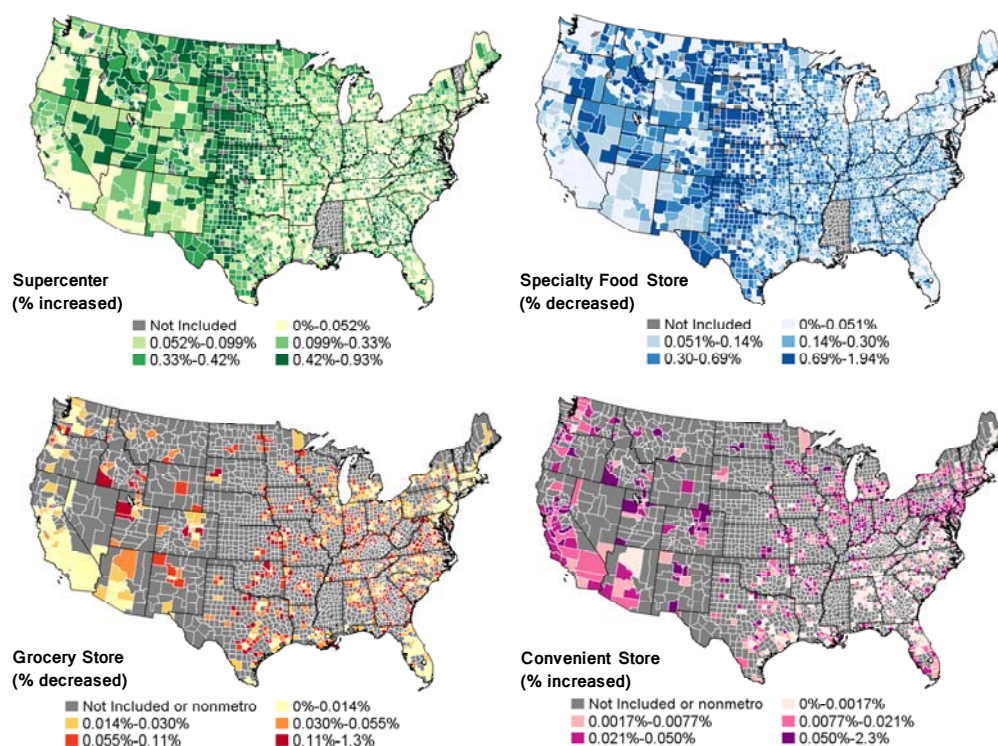 Supercenter
(% increased)
Not Included 0%-0.052%
0.052%-0.099% 0.099%-0.33%
0.33%-0.42% 0.42%-0.93%
Specialty Food Store
(% decreased)
Not Included 0%-0.051%
0.051%-0.14% 0.14%-0.30%
0.30-0.69% 0.69%-1.94%
Grocery Store
(% decreased)
Not Included or nonmetro 0%-0.014%
0.014%-0.030% 0.030%-0.055%
0.055%-0.11% 0.11%-1.3%
Convenient Store
(% increased)
Not Included or nonmetro 0%-0.0017%
0.0017%-0.0077% 0.0077%-0.021%
0.021%-0.050% 0.050%-2.3%